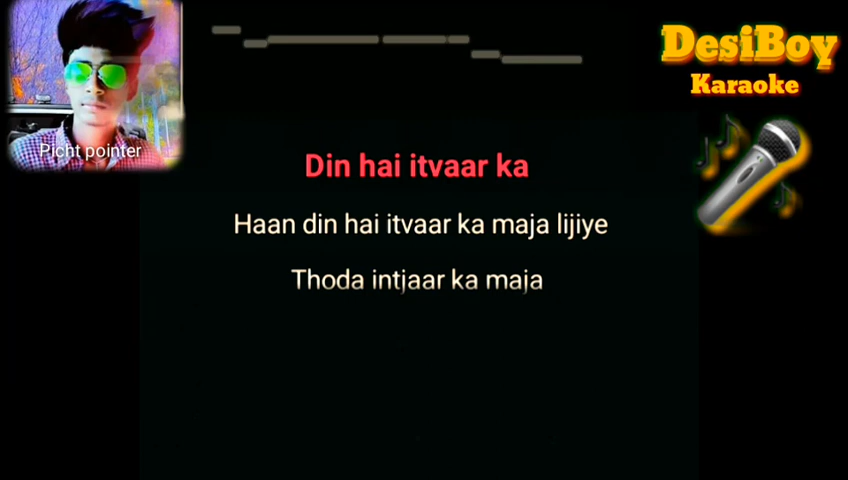 DesiBoy
Karaoke
Picht pointer
Din hai itvaar ka
Haan din hai itvaar ka maja lijiye
Thoda intjaar ka maja